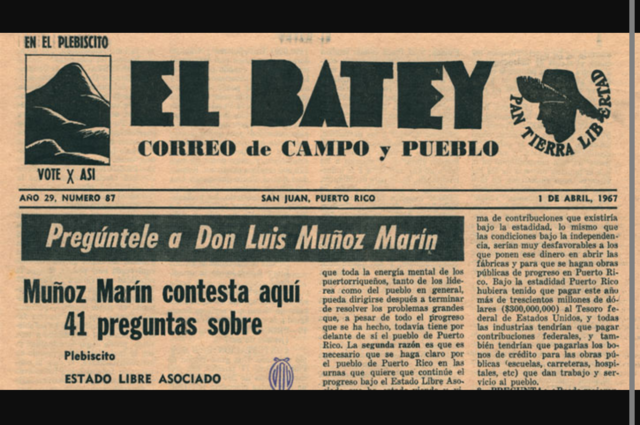 EN EL PLEBISCITO
VOTE X ASI
EL BATEY
CORREO de CAMPO y PUEBLO
PAN TIERRA LIBERTAD
AÑO 29, NUMERO 87
SAN JUAN, PUERTO RICO
1 DE ABRIL, 1967
Pregúntele a Don Luis Muñoz Marín
Muñoz Marín contesta aquí
41 preguntas sobre
Plebiscito
ESTADO LIBRE ASOCIADO
que toda la energía mental de los
puertorriqueños, tanto de los líde-
res como del pueblo en general,
pueda dirigirse después a terminar
de resolver los problemas grandes
que, a pesar de todo el progreso
que se ha hecho, todavía tiene por
delante de sí el pueblo de Puerto
Rico. La segunda razón es que es
necesario que se haga claro por
el pueblo de Puerto Rico en las
urnas que quiere que continúe el
progreso bajo el Estado Libre Aso-
ma de contribuciones que existiría
bajo la estadidad, lo mismo que
las condiciones bajo la independen-
cia, serían muy desfavorables a los
que ponen ese dinero en abrir las
fábricas y para que se hagan obras
públicas de progreso en Puerto Ri-
co. Bajo la estadidad Puerto Rico
hubiera tenido que pagar este año
más de trescientos millones de dó-
lares ($300,000,000) al Tesoro fe-
deral de Estados Unidos, y todas
las industrias tendrían que pagar
contribuciones federales, y tam-
bién tendrían que pagarlas los bo-
nos de crédito para las obras pú-
blicas (escuelas, carreteras, hospi-
tales, etc) que dan trabajo y ser-
vicio al pueblo.